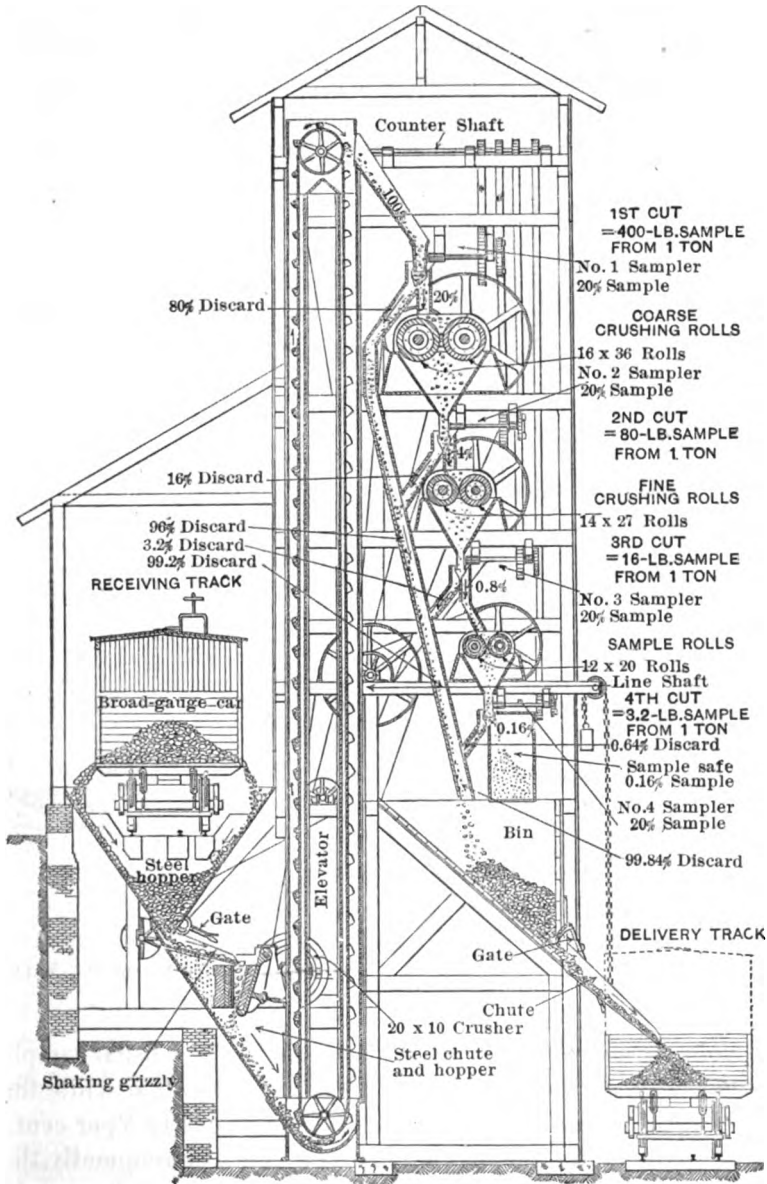 Counter Shaft
100%
1ST CUT
=400-LB.SAMPLE
FROM 1 TON
No. 1 Sampler
20% Sample
20%
80% Discard
COARSE
CRUSHING ROLLS
16 x 36 Rolls
No. 2 Sampler
20% Sample
2ND CUT
=80-LB.SAMPLE
FROM 1 TON
4%
16% Discard
FINE
CRUSHING ROLLS
14 x 27 Rolls
96% Discard
3.2% Discard
99.2% Discard
3RD CUT
=16-LB.SAMPLE
FROM 1 TON
0.8%
No. 3 Sampler
20% Sample
RECEIVING TRACK
SAMPLE ROLLS
12 x 20 Rolls
Line Shaft
Broad-gauge car
4TH CUT
=3.2-LB.SAMPLE
FROM 1 TON
0.16%
0.64% Discard
Sample safe
0.16% Sample
No.4 Sampler
20% Sample
Bin
99.84% Discard
Steel
hopper
Elevator
Gate
DELIVERY TRACK
Gate
Chute
20 x 10 Crusher
Steel chute
and hopper
Shaking grizzly